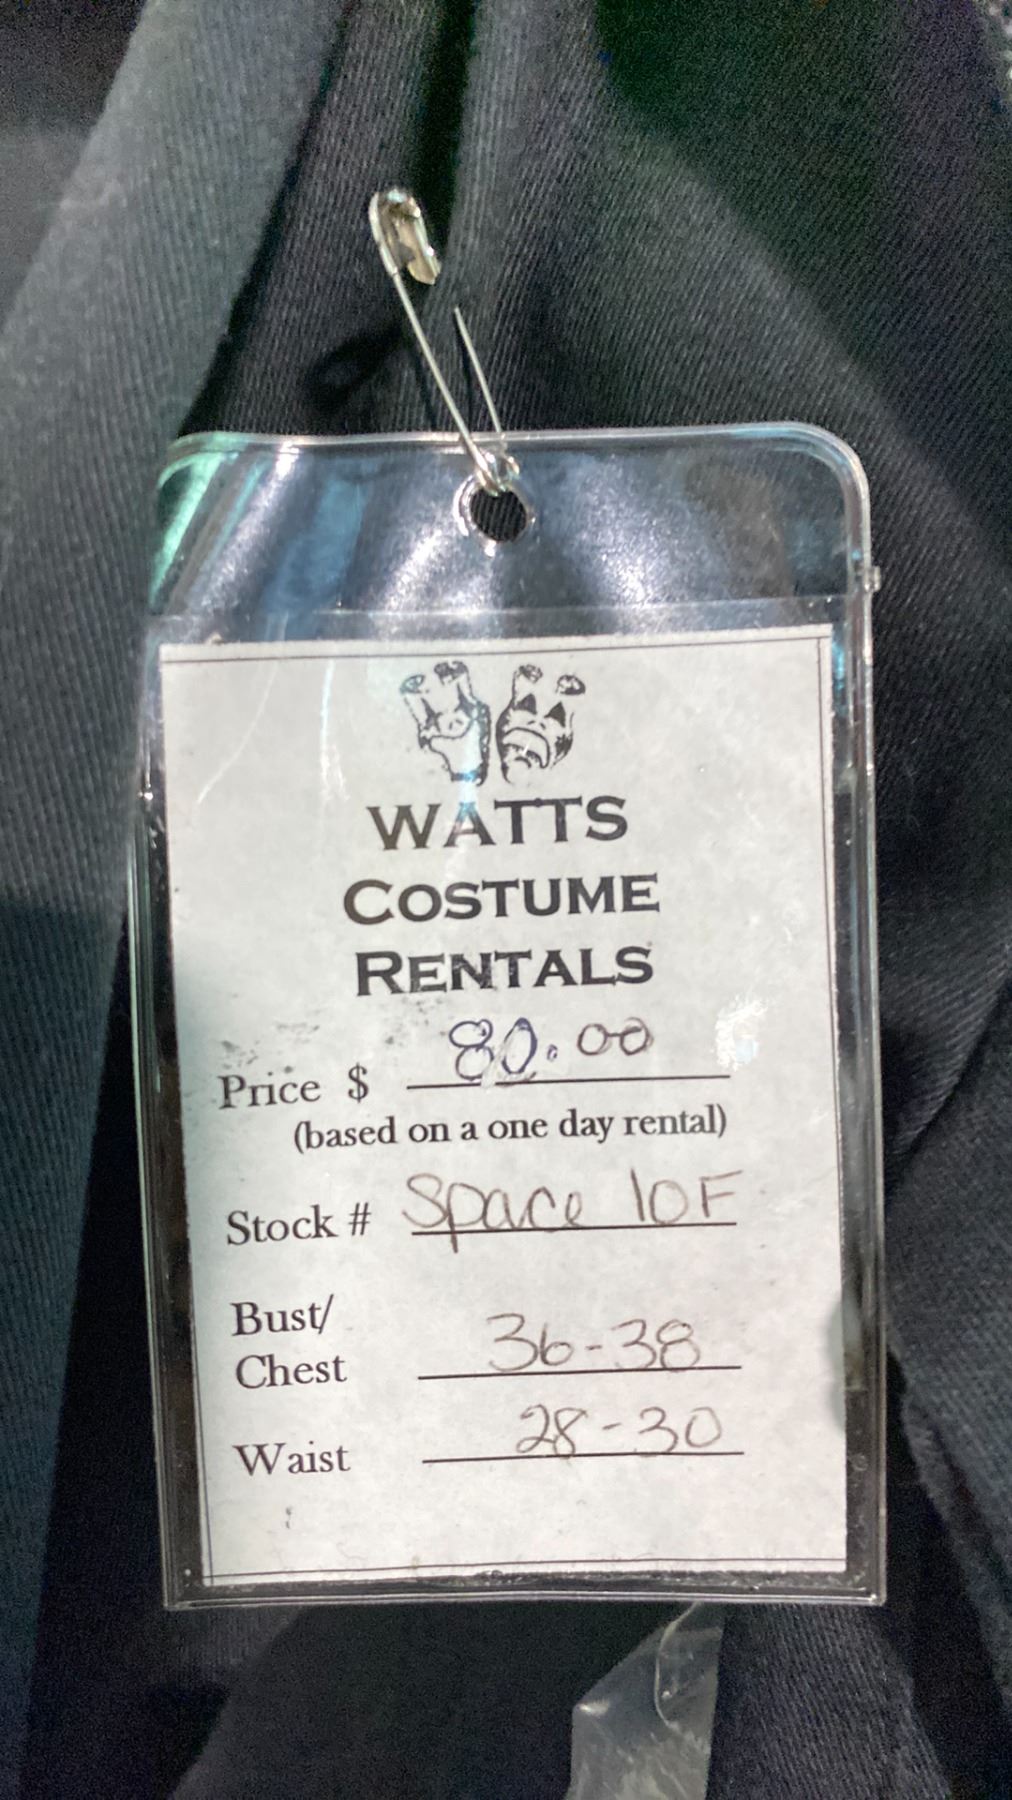 WATTS
COSTUME
RENTALS
Price $ 80.00
(based on a one day rental)
Stock # Space 10F
Bust/
Chest 36-38
Waist 28-30